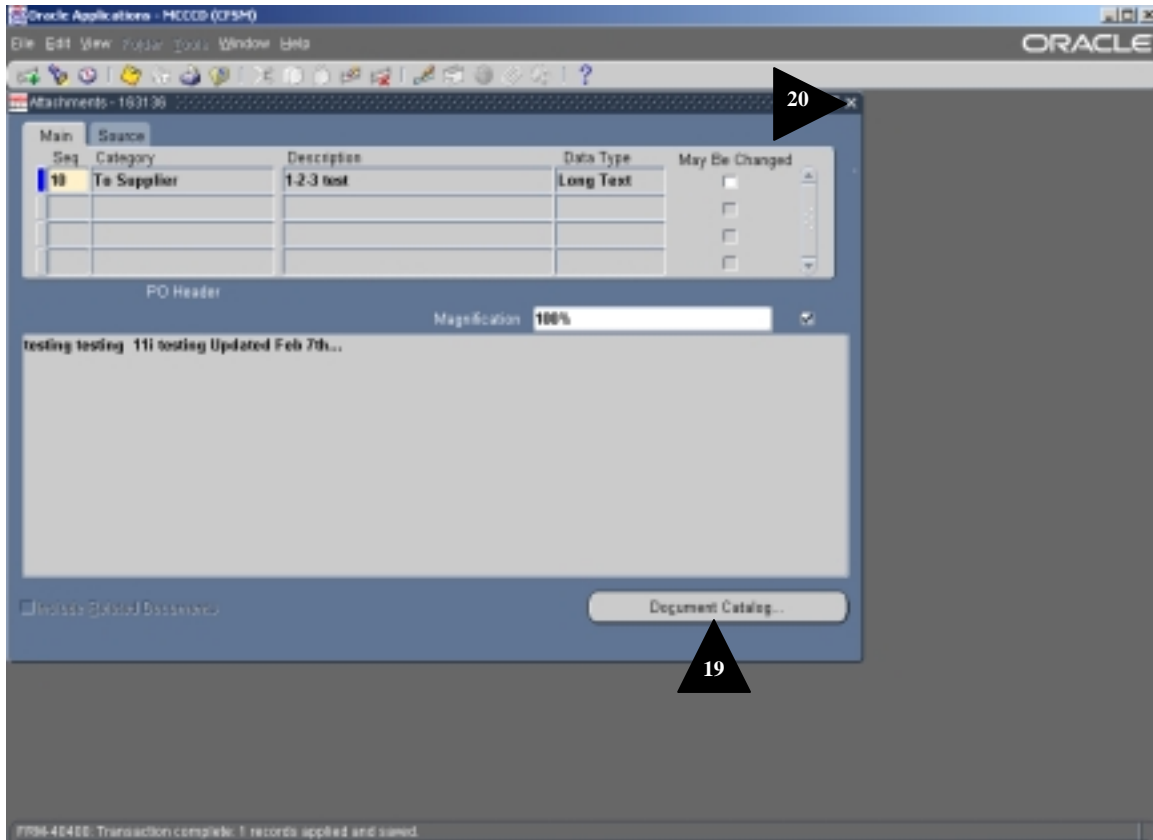 Oracle Applications - MCCCD (CFSM)
File Edit View Folder Tools Window Help
ORACLE
Attachments - 163136
20
Main Source
Seq Category Description Data Type May Be Changed
10 To Supplier 1-2-3 test Long Text
PO Header
Magnification 100%
testing testing 11i testing Updated Feb 7th...
Include Related Documents
Document Catalog...
19
FRM-40400: Transaction complete: 1 records applied and saved.